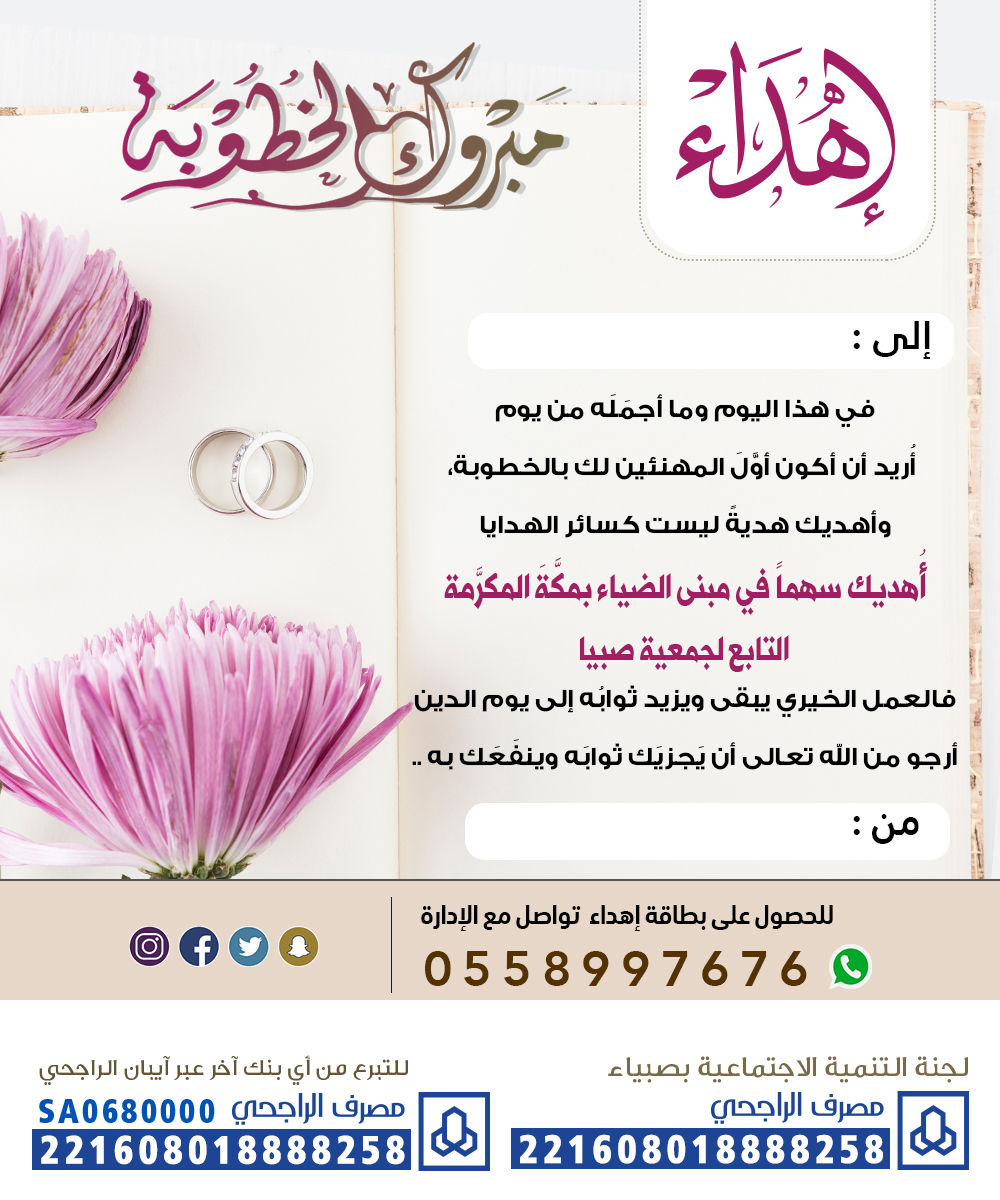 إهداء
مبروك الخطوبة
إلى :
في هذا اليوم وما أجمَلَه من يوم
أُريد أن أكون أوَّلَ المهنئين لك بالخطوبة،
وأهديك هديةً ليست كسائر الهدايا
أُهديك سهماً في مبنى الضياء بمكَّةَ المكرَّمة
التابع لجمعية صبيا
فالعمل الخيري يبقى ويزيد ثوابُه إلى يوم الدين
أرجو من الله تعالى أن يَجزيَك ثوابَه وينفَعَك به ..
من :
للحصول على بطاقة إهداء تواصل مع الإدارة
0558997676
لجنة التنمية الاجتماعية بصبياء
مصرف الراجحي
221608018888258
للتبرع من أي بنك آخر عبر آيبان الراجحي
مصرف الراجحي SA0680000
221608018888258